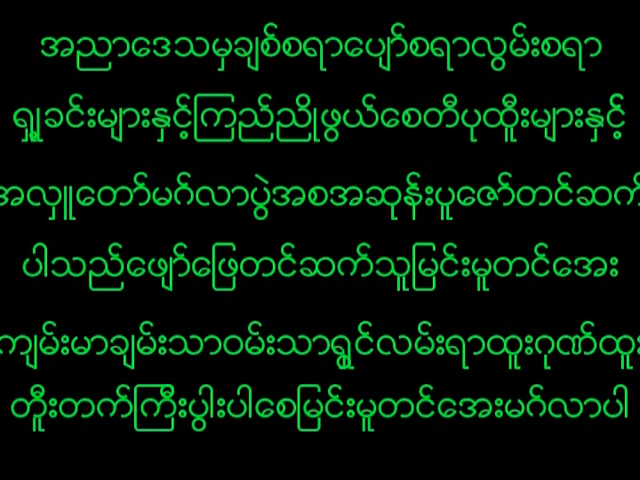 အညာဒေသမှချစ်စရာပျော်စရာလွမ်းစရာ
ရှုခင်းများနှင့်ကြည်ညိုဖွယ်စေတီပုထိုးများနှင့်
အလှူတော်မင်္ဂလာပွဲအစအဆုန်းပူဇော်တင်ဆက်
ပါသည်ဖျော်ဖြေတင်ဆက်သူမြင်းမူတင်အေး
ကျမ်းမာချမ်းသာဝမ်းသာရွှင်လမ်းရာထူးဂုဏ်ထူး
တိုးတက်ကြီးပွါးပါစေမြင်းမူတင်အေးမင်္ဂလာပါ